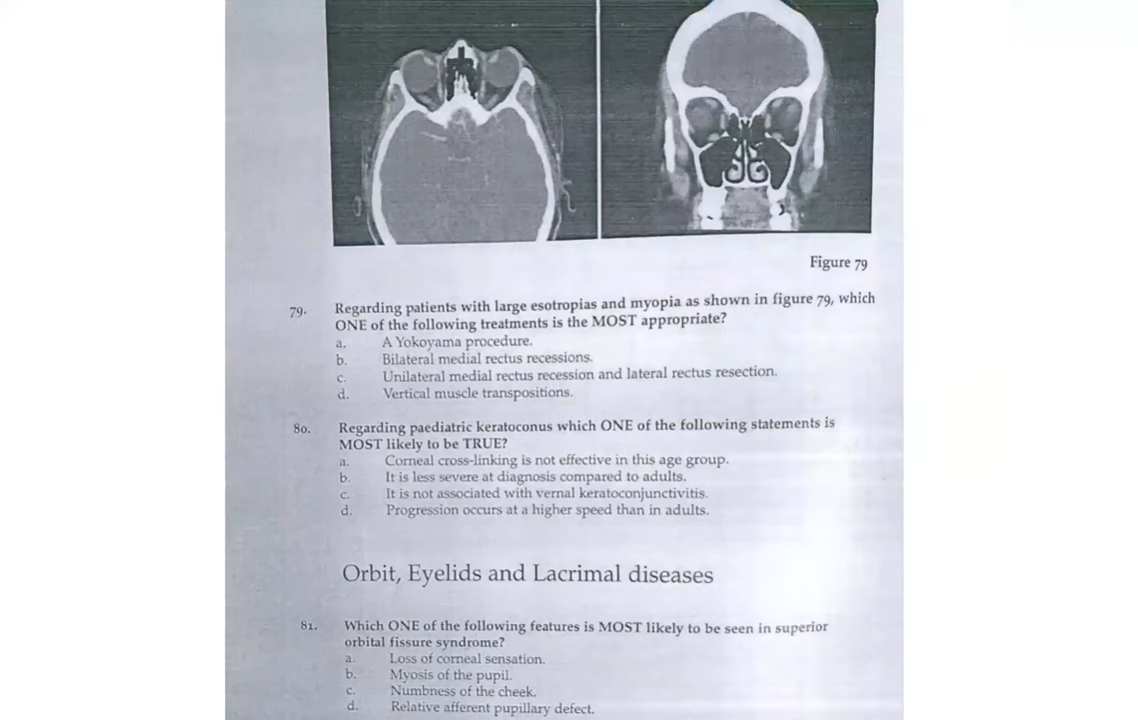 Figure 79
79. Regarding patients with large esotropias and myopia as shown in figure 79, which
ONE of the following treatments is the MOST appropriate?
a. A Yokoyama procedure.
b. Bilateral medial rectus recessions.
c. Unilateral medial rectus recession and lateral rectus resection.
d. Vertical muscle transpositions.
80. Regarding paediatric keratoconus which ONE of the following statements is
MOST likely to be TRUE?
a. Corneal cross-linking is not effective in this age group.
b. It is less severe at diagnosis compared to adults.
c. It is not associated with vernal keratoconjunctivitis.
d. Progression occurs at a higher speed than in adults.
Orbit, Eyelids and Lacrimal diseases
81. Which ONE of the following features is MOST likely to be seen in superior
orbital fissure syndrome?
a. Loss of corneal sensation.
b. Myosis of the pupil.
c. Numbness of the cheek.
d. Relative afferent pupillary defect.